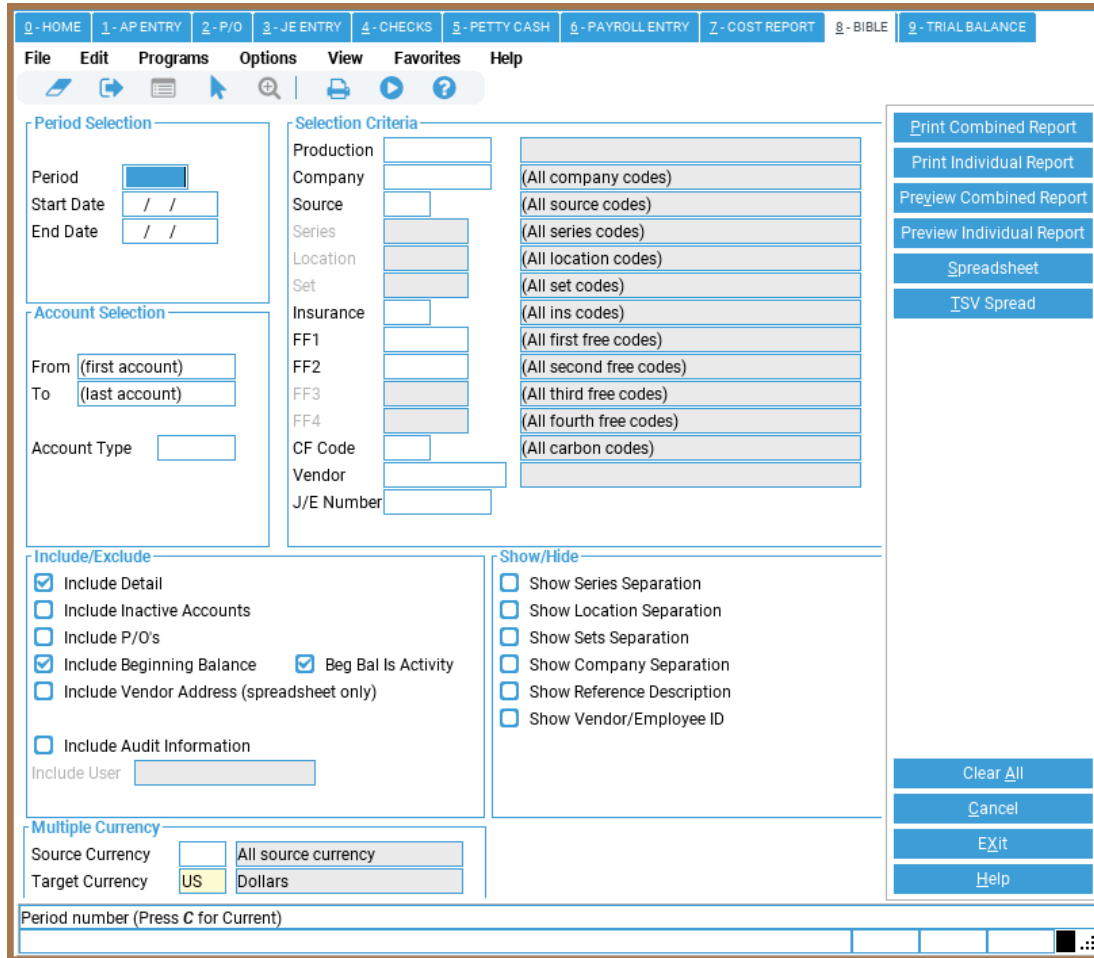 0 - HOME 1 - AP ENTRY 2 - P/O 3 - JE ENTRY 4 - CHECKS 5 - PETTY CASH 6 - PAYROLL ENTRY 7 - COST REPORT 8 - BIBLE 9 - TRIAL BALANCE
File Edit Programs Options View Favorites Help
Period Selection
Period
Start Date / /
End Date / /
Account Selection
From (first account)
To (last account)
Account Type
Selection Criteria
Production
Company (All company codes)
Source (All source codes)
Series (All series codes)
Location (All location codes)
Set (All set codes)
Insurance (All ins codes)
FF1 (All first free codes)
FF2 (All second free codes)
FF3 (All third free codes)
FF4 (All fourth free codes)
CF Code (All carbon codes)
Vendor
J/E Number
Print Combined Report
Print Individual Report
Preview Combined Report
Preview Individual Report
Spreadsheet
TSV Spread
Include/Exclude
Include Detail
Include Inactive Accounts
Include P/O's
Include Beginning Balance Beg Bal Is Activity
Include Vendor Address (spreadsheet only)
Include Audit Information
Include User
Show/Hide
Show Series Separation
Show Location Separation
Show Sets Separation
Show Company Separation
Show Reference Description
Show Vendor/Employee ID
Clear All
Cancel
EXit
Help
Multiple Currency
Source Currency All source currency
Target Currency US Dollars
Period number (Press C for Current)